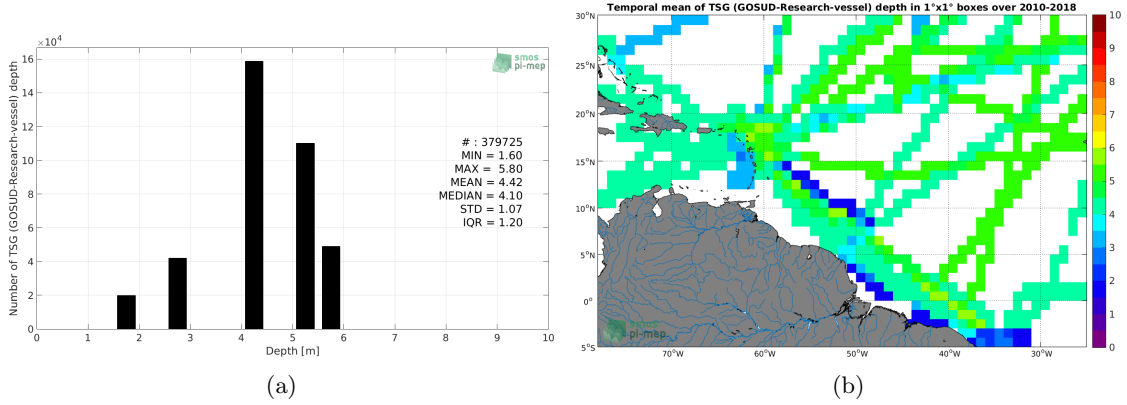 ×10⁴
16
14
12
10
8
6
4
2
0
Number of TSG (GOSUD-Research-vessel) depth
0 1 2 3 4 5 6 7 8 9 10
Depth [m]
smos
pi-mep
# : 379725
MIN = 1.60
MAX = 5.80
MEAN = 4.42
MEDIAN = 4.10
STD = 1.07
IQR = 1.20
(a)
Temporal mean of TSG (GOSUD-Research-vessel) depth in 1°x1° boxes over 2010-2018
30°N
25°N
20°N
15°N
10°N
5°N
0°
5°S
70°W 60°W 50°W 40°W 30°W
smos
pi-mep
10
9
8
7
6
5
4
3
2
1
0
(b)